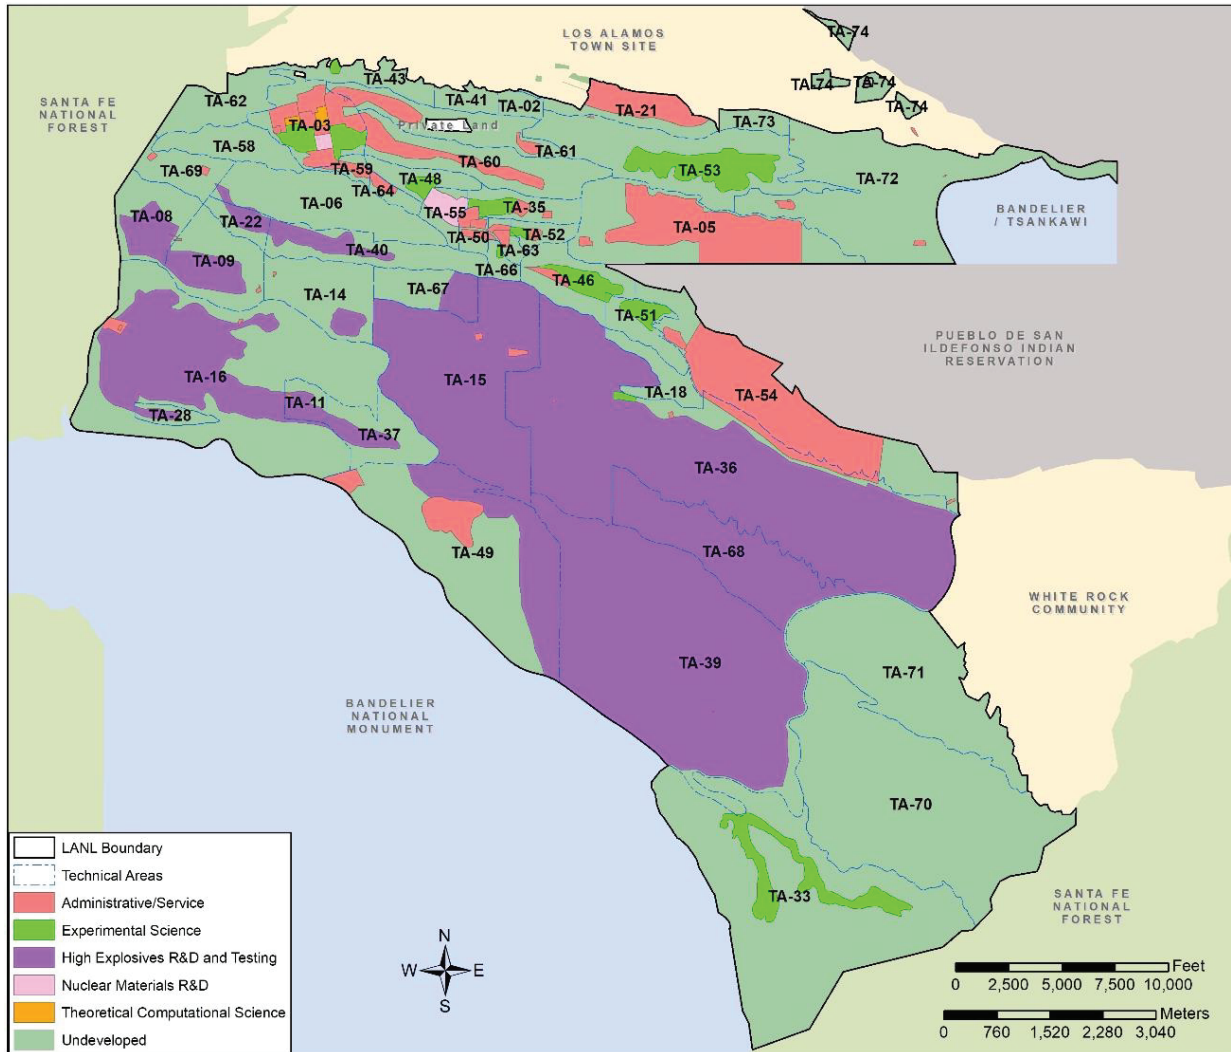 LOS ALAMOS
TOWN SITE
TA-74
TA-43
TA-74
TA-74
TA-74
SANTA FE
NATIONAL
FOREST
TA-62
TA-41
TA-02
TA-21
TA-03
Private Land
TA-73
TA-58
TA-61
TA-60
TA-69
TA-59
TA-48
TA-53
TA-72
TA-64
TA-06
TA-08
TA-22
TA-55
TA-35
BANDELIER
/ TSANKAWI
TA-05
TA-50
TA-52
TA-40
TA-63
TA-09
TA-66
TA-46
TA-67
TA-14
TA-51
PUEBLO DE SAN
ILDEFONSO INDIAN
RESERVATION
TA-16
TA-15
TA-18
TA-54
TA-11
TA-28
TA-37
TA-36
TA-49
TA-68
WHITE ROCK
COMMUNITY
TA-39
TA-71
BANDELIER
NATIONAL
MONUMENT
TA-70
TA-33
SANTA FE
NATIONAL
FOREST
LANL Boundary
Technical Areas
Administrative/Service
Experimental Science
High Explosives R&D and Testing
Nuclear Materials R&D
Theoretical Computational Science
Undeveloped
N
W E
S
Feet
0 2,500 5,000 7,500 10,000
Meters
0 760 1,520 2,280 3,040